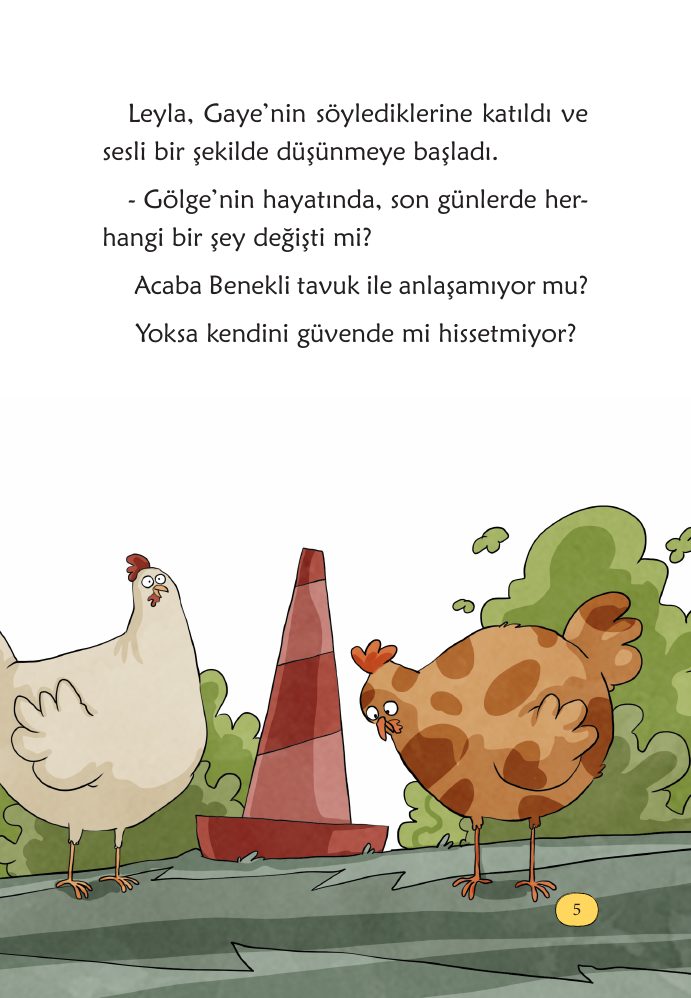 Leyla, Gaye’nin söylediklerine katıldı ve
sesli bir şekilde düşünmeye başladı.
- Gölge’nin hayatında, son günlerde her-
hangi bir şey değişti mi?
Acaba Benekli tavuk ile anlaşamıyor mu?
Yoksa kendini güvende mi hissetmiyor?
5